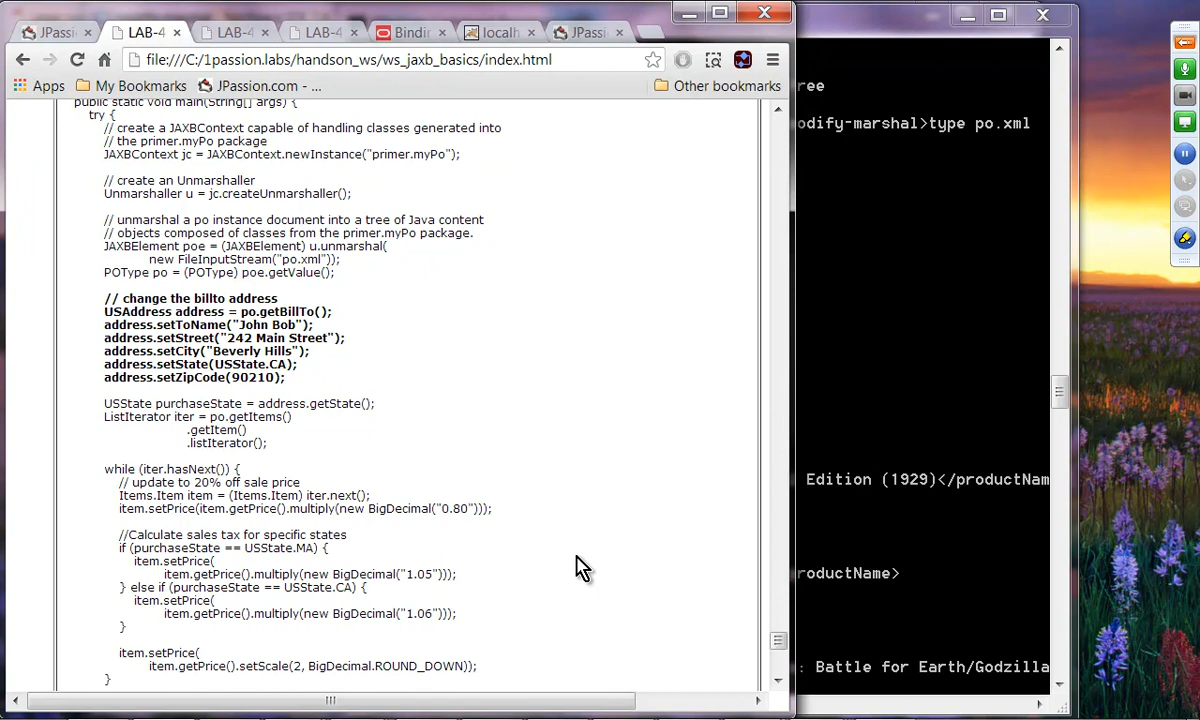 JPassi
LAB-4
LAB-4
LAB-4
Bindin
localh
JPassi
file:///C:/1passion.labs/handson_ws/ws_jaxb_basics/index.html
Apps
My Bookmarks
JPassion.com - ...
Other bookmarks
public static void main(String[] args) {
try {
// create a JAXBContext capable of handling classes generated into
// the primer.myPo package
JAXBContext jc = JAXBContext.newInstance("primer.myPo");
// create an Unmarshaller
Unmarshaller u = jc.createUnmarshaller();
// unmarshal a po instance document into a tree of Java content
// objects composed of classes from the primer.myPo package.
JAXBElement poe = (JAXBElement) u.unmarshal(
new FileInputStream("po.xml"));
POType po = (POType) poe.getValue();
// change the billto address
USAddress address = po.getBillTo();
address.setToName("John Bob");
address.setStreet("242 Main Street");
address.setCity("Beverly Hills");
address.setState(USState.CA);
address.setZipCode(90210);
USState purchaseState = address.getState();
ListIterator iter = po.getItems()
.getItem()
.listIterator();
while (iter.hasNext()) {
// update to 20% off sale price
Items.Item item = (Items.Item) iter.next();
item.setPrice(item.getPrice().multiply(new BigDecimal("0.80")));
//Calculate sales tax for specific states
if (purchaseState == USState.MA) {
item.setPrice(
item.getPrice().multiply(new BigDecimal("1.05")));
} else if (purchaseState == USState.CA) {
item.setPrice(
item.getPrice().multiply(new BigDecimal("1.06")));
}
item.setPrice(
item.getPrice().setScale(2, BigDecimal.ROUND_DOWN));
}
ree
odify-marshal>type po.xml
Edition (1929)</productNam
roductName>
: Battle for Earth/Godzilla